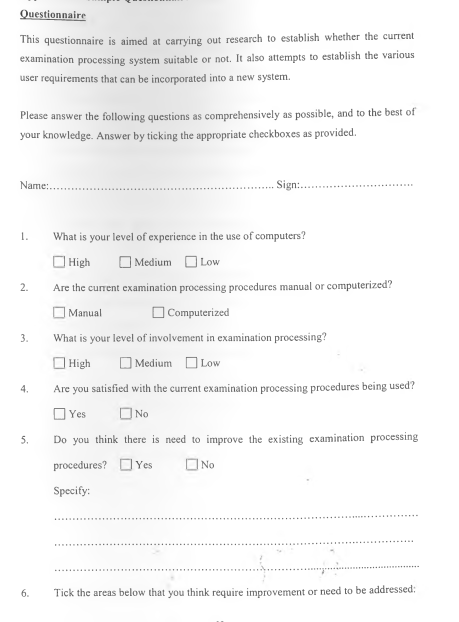 Questionnaire
This questionnaire is aimed at carrying out research to establish whether the current
examination processing system suitable or not. It also attempts to establish the various
user requirements that can be incorporated into a new system.
Please answer the following questions as comprehensively as possible, and to the best of
your knowledge. Answer by ticking the appropriate checkboxes as provided.
Name:.......................................................... Sign:.............................
1. What is your level of experience in the use of computers?
☐ High ☐ Medium ☐ Low
2. Are the current examination processing procedures manual or computerized?
☐ Manual ☐ Computerized
3. What is your level of involvement in examination processing?
☐ High ☐ Medium ☐ Low
4. Are you satisfied with the current examination processing procedures being used?
☐ Yes ☐ No
5. Do you think there is need to improve the existing examination processing
procedures? ☐ Yes ☐ No
Specify:
..........................................................................................
..........................................................................................
..........................................................................................
6. Tick the areas below that you think require improvement or need to be addressed: